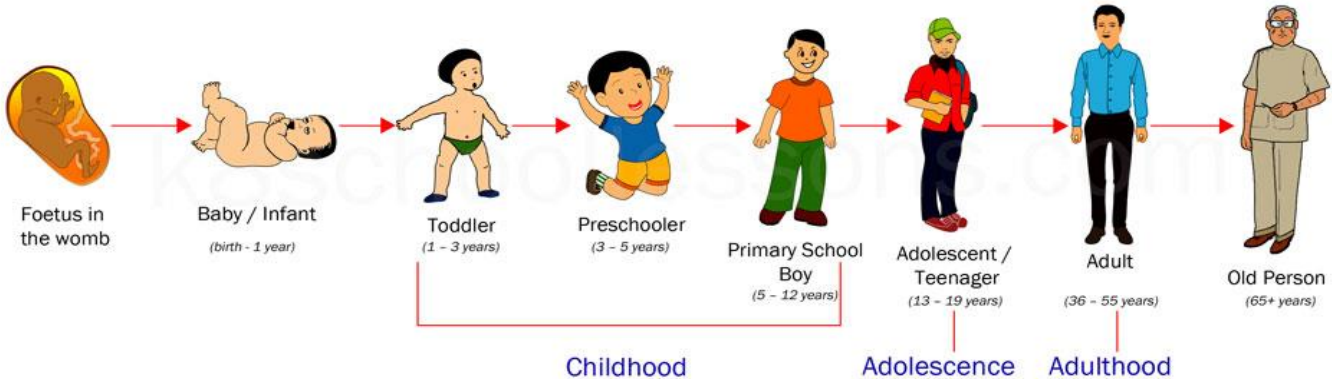 k8schoollessons.com
Foetus in
the womb
Baby / Infant
(birth - 1 year)
Toddler
(1 – 3 years)
Preschooler
(3 – 5 years)
Primary School
Boy
(5 – 12 years)
Adolescent /
Teenager
(13 – 19 years)
Adult
(36 – 55 years)
Old Person
(65+ years)
Childhood
Adolescence
Adulthood